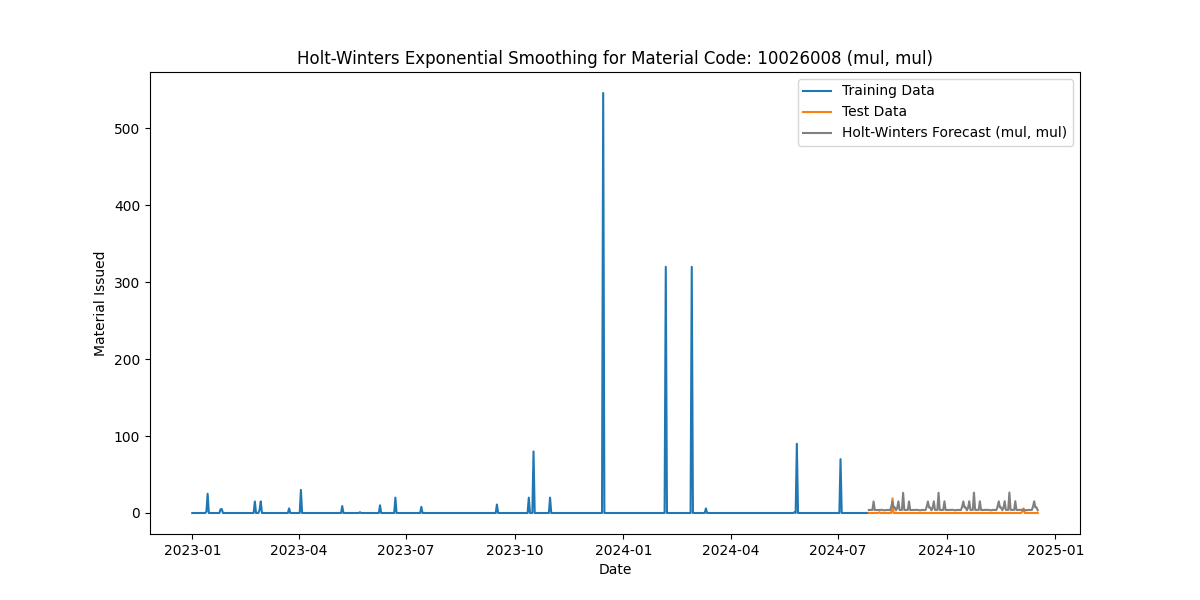 Holt-Winters Exponential Smoothing for Material Code: 10026008 (mul, mul)
Training Data
Test Data
Holt-Winters Forecast (mul, mul)
Material Issued
500
400
300
200
100
0
2023-01
2023-04
2023-07
2023-10
2024-01
2024-04
2024-07
2024-10
2025-01
Date